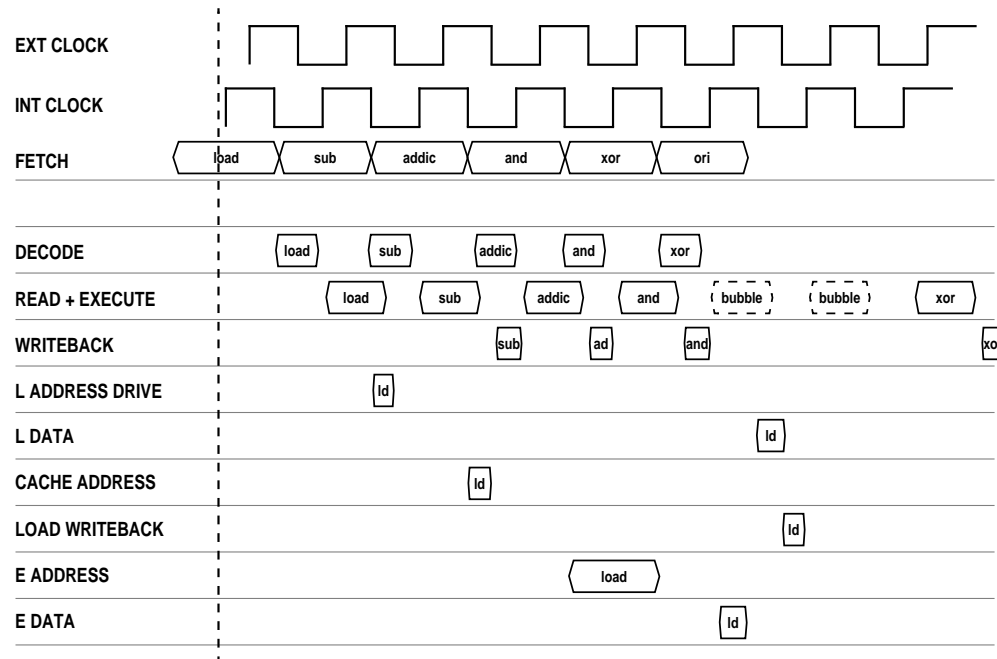 EXT CLOCK
INT CLOCK
FETCH load sub addic and xor ori
DECODE load sub addic and xor
READ + EXECUTE load sub addic and bubble bubble xor
WRITEBACK sub ad and xo
L ADDRESS DRIVE ld
L DATA ld
CACHE ADDRESS ld
LOAD WRITEBACK ld
E ADDRESS load
E DATA ld